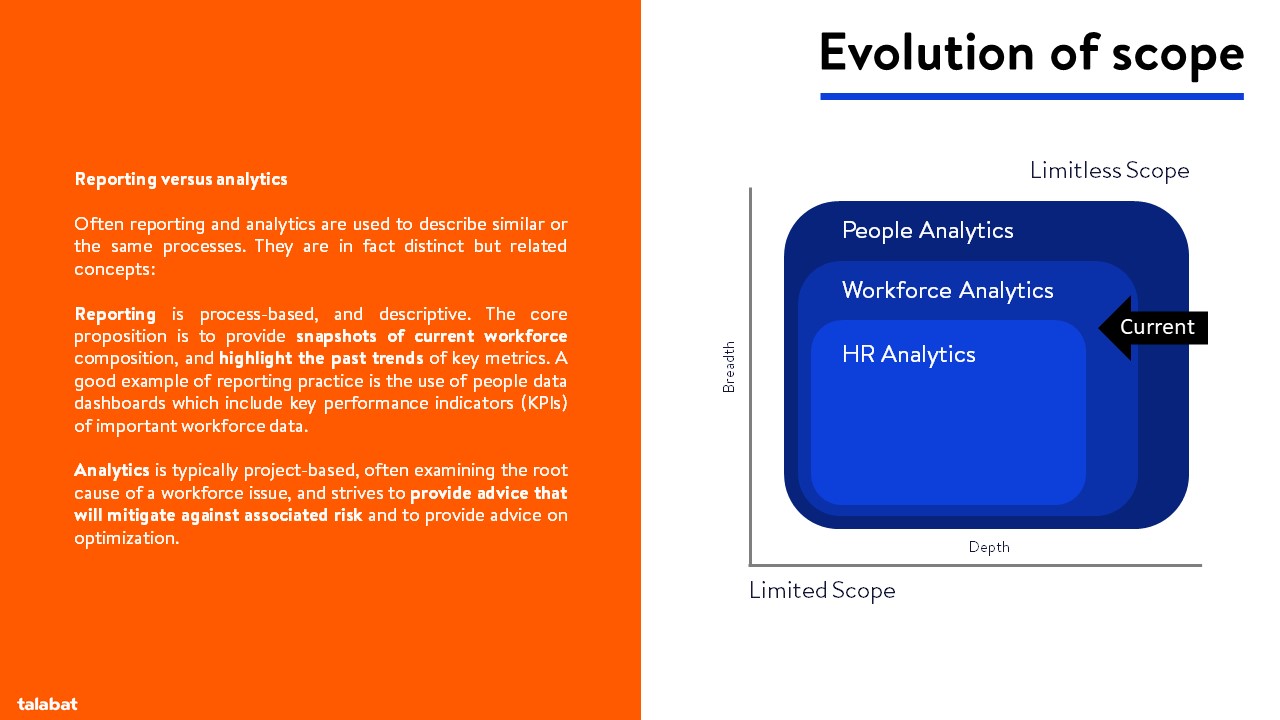 Evolution of scope
Reporting versus analytics
Often reporting and analytics are used to describe similar or
the same processes. They are in fact distinct but related
concepts:
Reporting is process-based, and descriptive. The core
proposition is to provide snapshots of current workforce
composition, and highlight the past trends of key metrics. A
good example of reporting practice is the use of people data
dashboards which include key performance indicators (KPIs)
of important workforce data.
Analytics is typically project-based, often examining the root
cause of a workforce issue, and strives to provide advice that
will mitigate against associated risk and to provide advice on
optimization.
talabat
Limitless Scope
People Analytics
Workforce Analytics
Current
HR Analytics
Breadth
Depth
Limited Scope